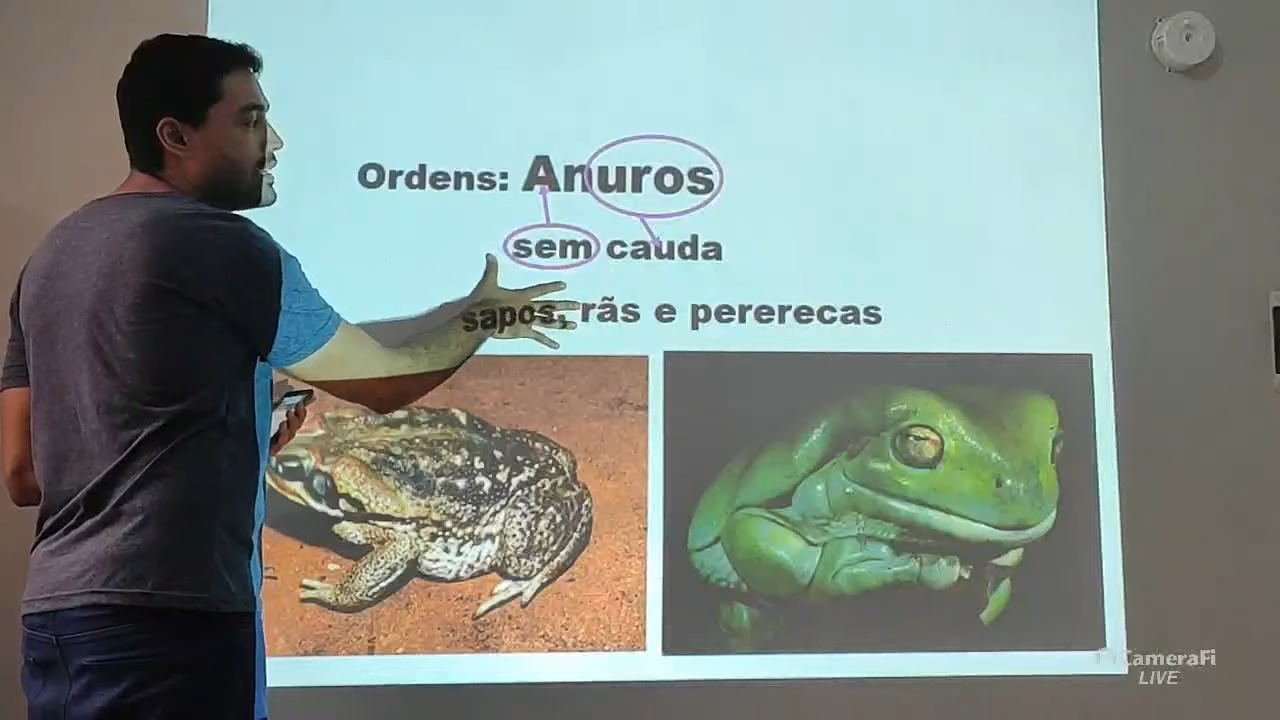 Ordens: Anuros
sem cauda
sapos, rãs e pererecas
CameraFi
LIVE